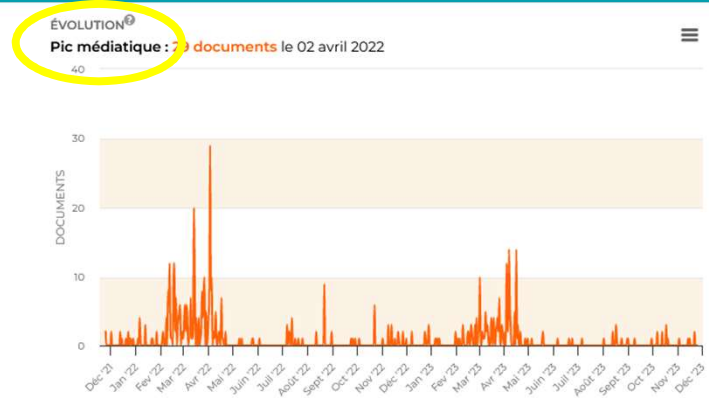 ÉVOLUTION?
Pic médiatique : 29 documents le 02 avril 2022
40
30
20
10
0
DOCUMENTS
Déc '21 Jan '22 Fev '22 Mar '22 Avr '22 Mai '22 Juin '22 Juil '22 Août '22 Sept '22 Oct '22 Nov '22 Déc '22 Jan '23 Fev '23 Mar '23 Avr '23 Mai '23 Juin '23 Juil '23 Août '23 Sept '23 Oct '23 Nov '23 Déc '23